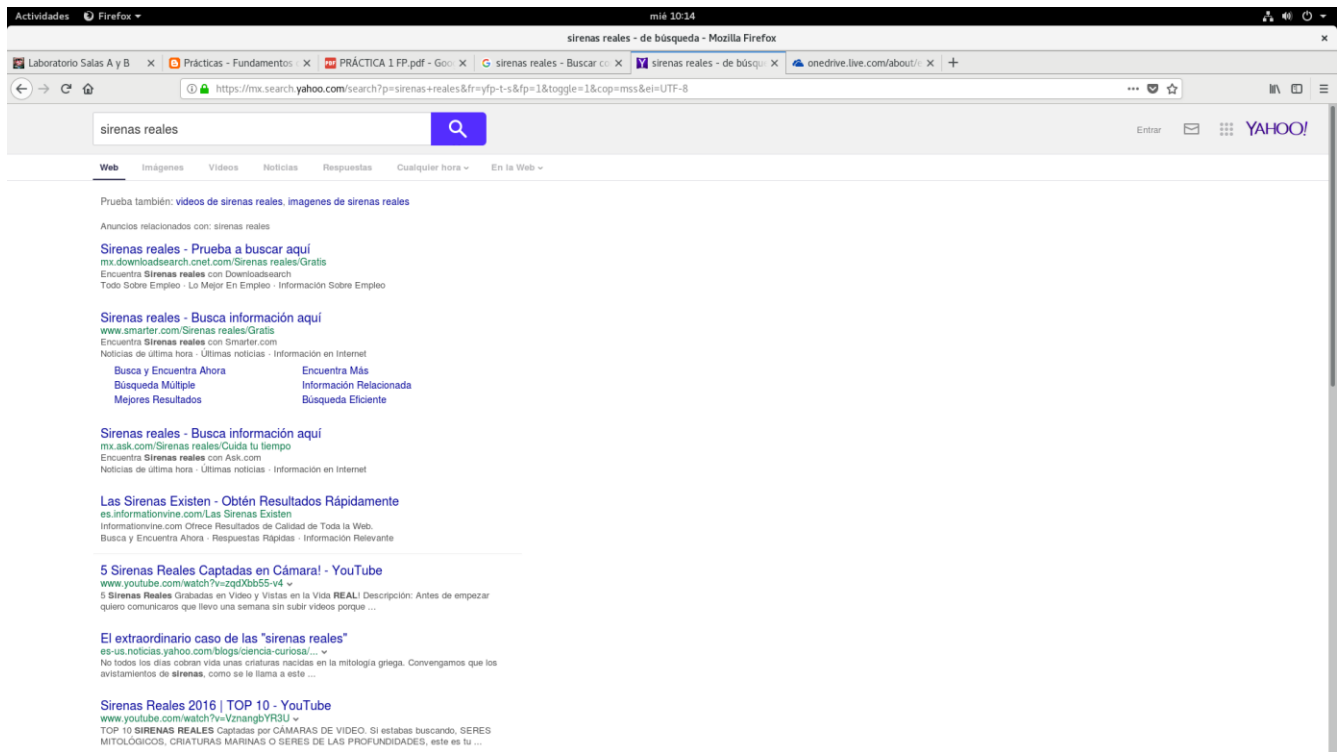 Actividades Firefox mié 10:14
sirenas reales - de búsqueda - Mozilla Firefox
Laboratorio Salas A y B Prácticas - Fundamentos PRÁCTICA 1 FP.pdf - Goo sirenas reales - Buscar co sirenas reales - de búsqu onedrive.live.com/about/e
https://mx.search.yahoo.com/search?p=sirenas+reales&fr=yfp-t-s&fp=1&toggle=1&cop=mss&ei=UTF-8
sirenas reales Entrar YAHOO!
Web Imágenes Videos Noticias Respuestas Cualquier hora En la Web
Prueba también: videos de sirenas reales, imagenes de sirenas reales
Anuncios relacionados con: sirenas reales
Sirenas reales - Prueba a buscar aquí
mx.downloadsearch.cnet.com/Sirenas reales/Gratis
Encuentra Sirenas reales con Downloadsearch
Todo Sobre Empleo · Lo Mejor En Empleo · Información Sobre Empleo
Sirenas reales - Busca información aquí
www.smarter.com/Sirenas reales/Gratis
Encuentra Sirenas reales con Smarter.com
Noticias de última hora · Últimas noticias · Información en Internet
Busca y Encuentra Ahora Encuentra Más
Búsqueda Múltiple Información Relacionada
Mejores Resultados Búsqueda Eficiente
Sirenas reales - Busca información aquí
mx.ask.com/Sirenas reales/Cuida tu tiempo
Encuentra Sirenas reales con Ask.com
Noticias de última hora · Últimas noticias · Información en Internet
Las Sirenas Existen - Obtén Resultados Rápidamente
es.informationvine.com/Las Sirenas Existen
Informationvine.com Ofrece Resultados de Calidad de Toda la Web.
Busca y Encuentra Ahora · Respuestas Rápidas · Información Relevante
5 Sirenas Reales Captadas en Cámara! - YouTube
www.youtube.com/watch?v=zqdXbb55-v4
5 Sirenas Reales Grabadas en Video y Vistas en la Vida REAL! Descripción: Antes de empezar
quiero comunicaros que llevo una semana sin subir videos porque ...
El extraordinario caso de las "sirenas reales"
es-us.noticias.yahoo.com/blogs/ciencia-curiosa/...
No todos los días cobran vida unas criaturas nacidas en la mitología griega. Convengamos que los
avistamientos de sirenas, como se le llama a este ...
Sirenas Reales 2016 | TOP 10 - YouTube
www.youtube.com/watch?v=VznangbYR3U
TOP 10 SIRENAS REALES Captadas por CÁMARAS DE VIDEO. Si estabas buscando, SERES
MITOLÓGICOS, CRIATURAS MARINAS O SERES DE LAS PROFUNDIDADES, este es tu ...